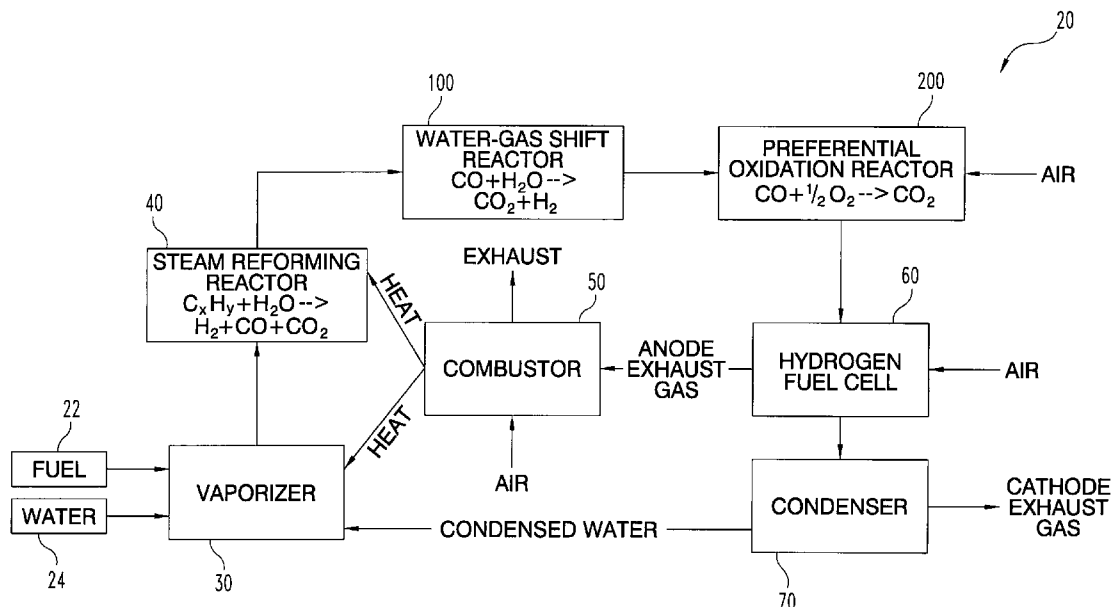 20
100
WATER-GAS SHIFT
REACTOR
CO+H₂O-->
CO₂+H₂
200
PREFERENTIAL
OXIDATION REACTOR
CO+½O₂-->CO₂
AIR
40
STEAM REFORMING
REACTOR
CₓHᵧ+H₂O-->
H₂+CO+CO₂
EXHAUST
HEAT
HEAT
50
COMBUSTOR
AIR
ANODE
EXHAUST
GAS
60
HYDROGEN
FUEL CELL
AIR
22
FUEL
WATER
24
VAPORIZER
30
CONDENSED WATER
CONDENSER
70
CATHODE
EXHAUST
GAS